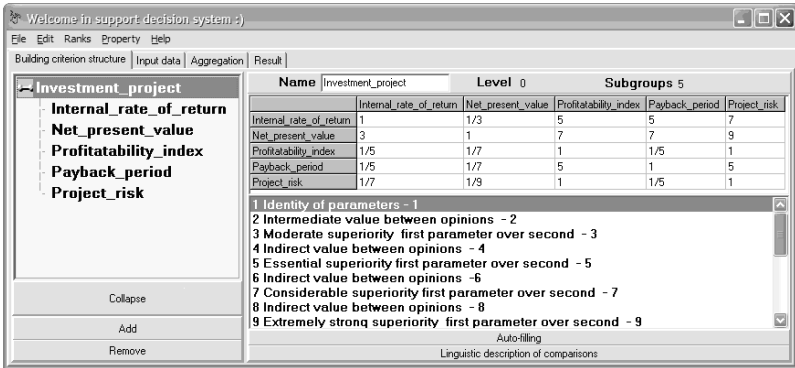 Welcome in support decision system :)
File Edit Ranks Property Help
Building criterion structure Input data Aggregation Result
Investment_project
Internal_rate_of_return
Net_present_value
Profitatability_index
Payback_period
Project_risk
Collapse
Add
Remove
Name Investment_project Level 0 Subgroups 5
Internal_rate_of_return Net_present_value Profitatability_index Payback_period Project_risk
Internal_rate_of_return 1 1/3 5 5 7
Net_present_value 3 1 7 7 9
Profitatability_index 1/5 1/7 1 1/5 1
Payback_period 1/5 1/7 5 1 5
Project_risk 1/7 1/9 1 1/5 1
1 Identity of parameters - 1
2 Intermediate value between opinions - 2
3 Moderate superiority first parameter over second - 3
4 Indirect value between opinions - 4
5 Essential superiority first parameter over second - 5
6 Indirect value between opinions -6
7 Considerable superiority first parameter over second - 7
8 Indirect value between opinions - 8
9 Extremely strong superiority first parameter over second - 9
Auto-filling
Linguistic description of comparisons